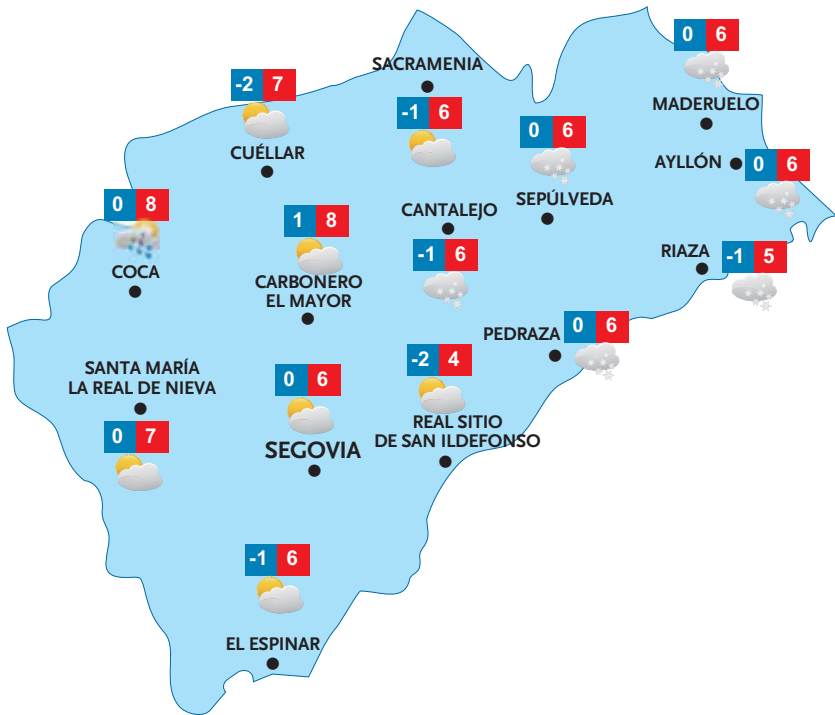 0 6
MADERUELO
SACRAMENIA
-1 6
-2 7
CUÉLLAR
0 6
SEPÚLVEDA
AYLLÓN
0 6
0 8
COCA
1 8
CARBONERO
EL MAYOR
CANTALEJO
-1 6
RIAZA
-1 5
PEDRAZA
0 6
SANTA MARÍA
LA REAL DE NIEVA
0 7
0 6
SEGOVIA
-2 4
REAL SITIO
DE SAN ILDEFONSO
-1 6
EL ESPINAR